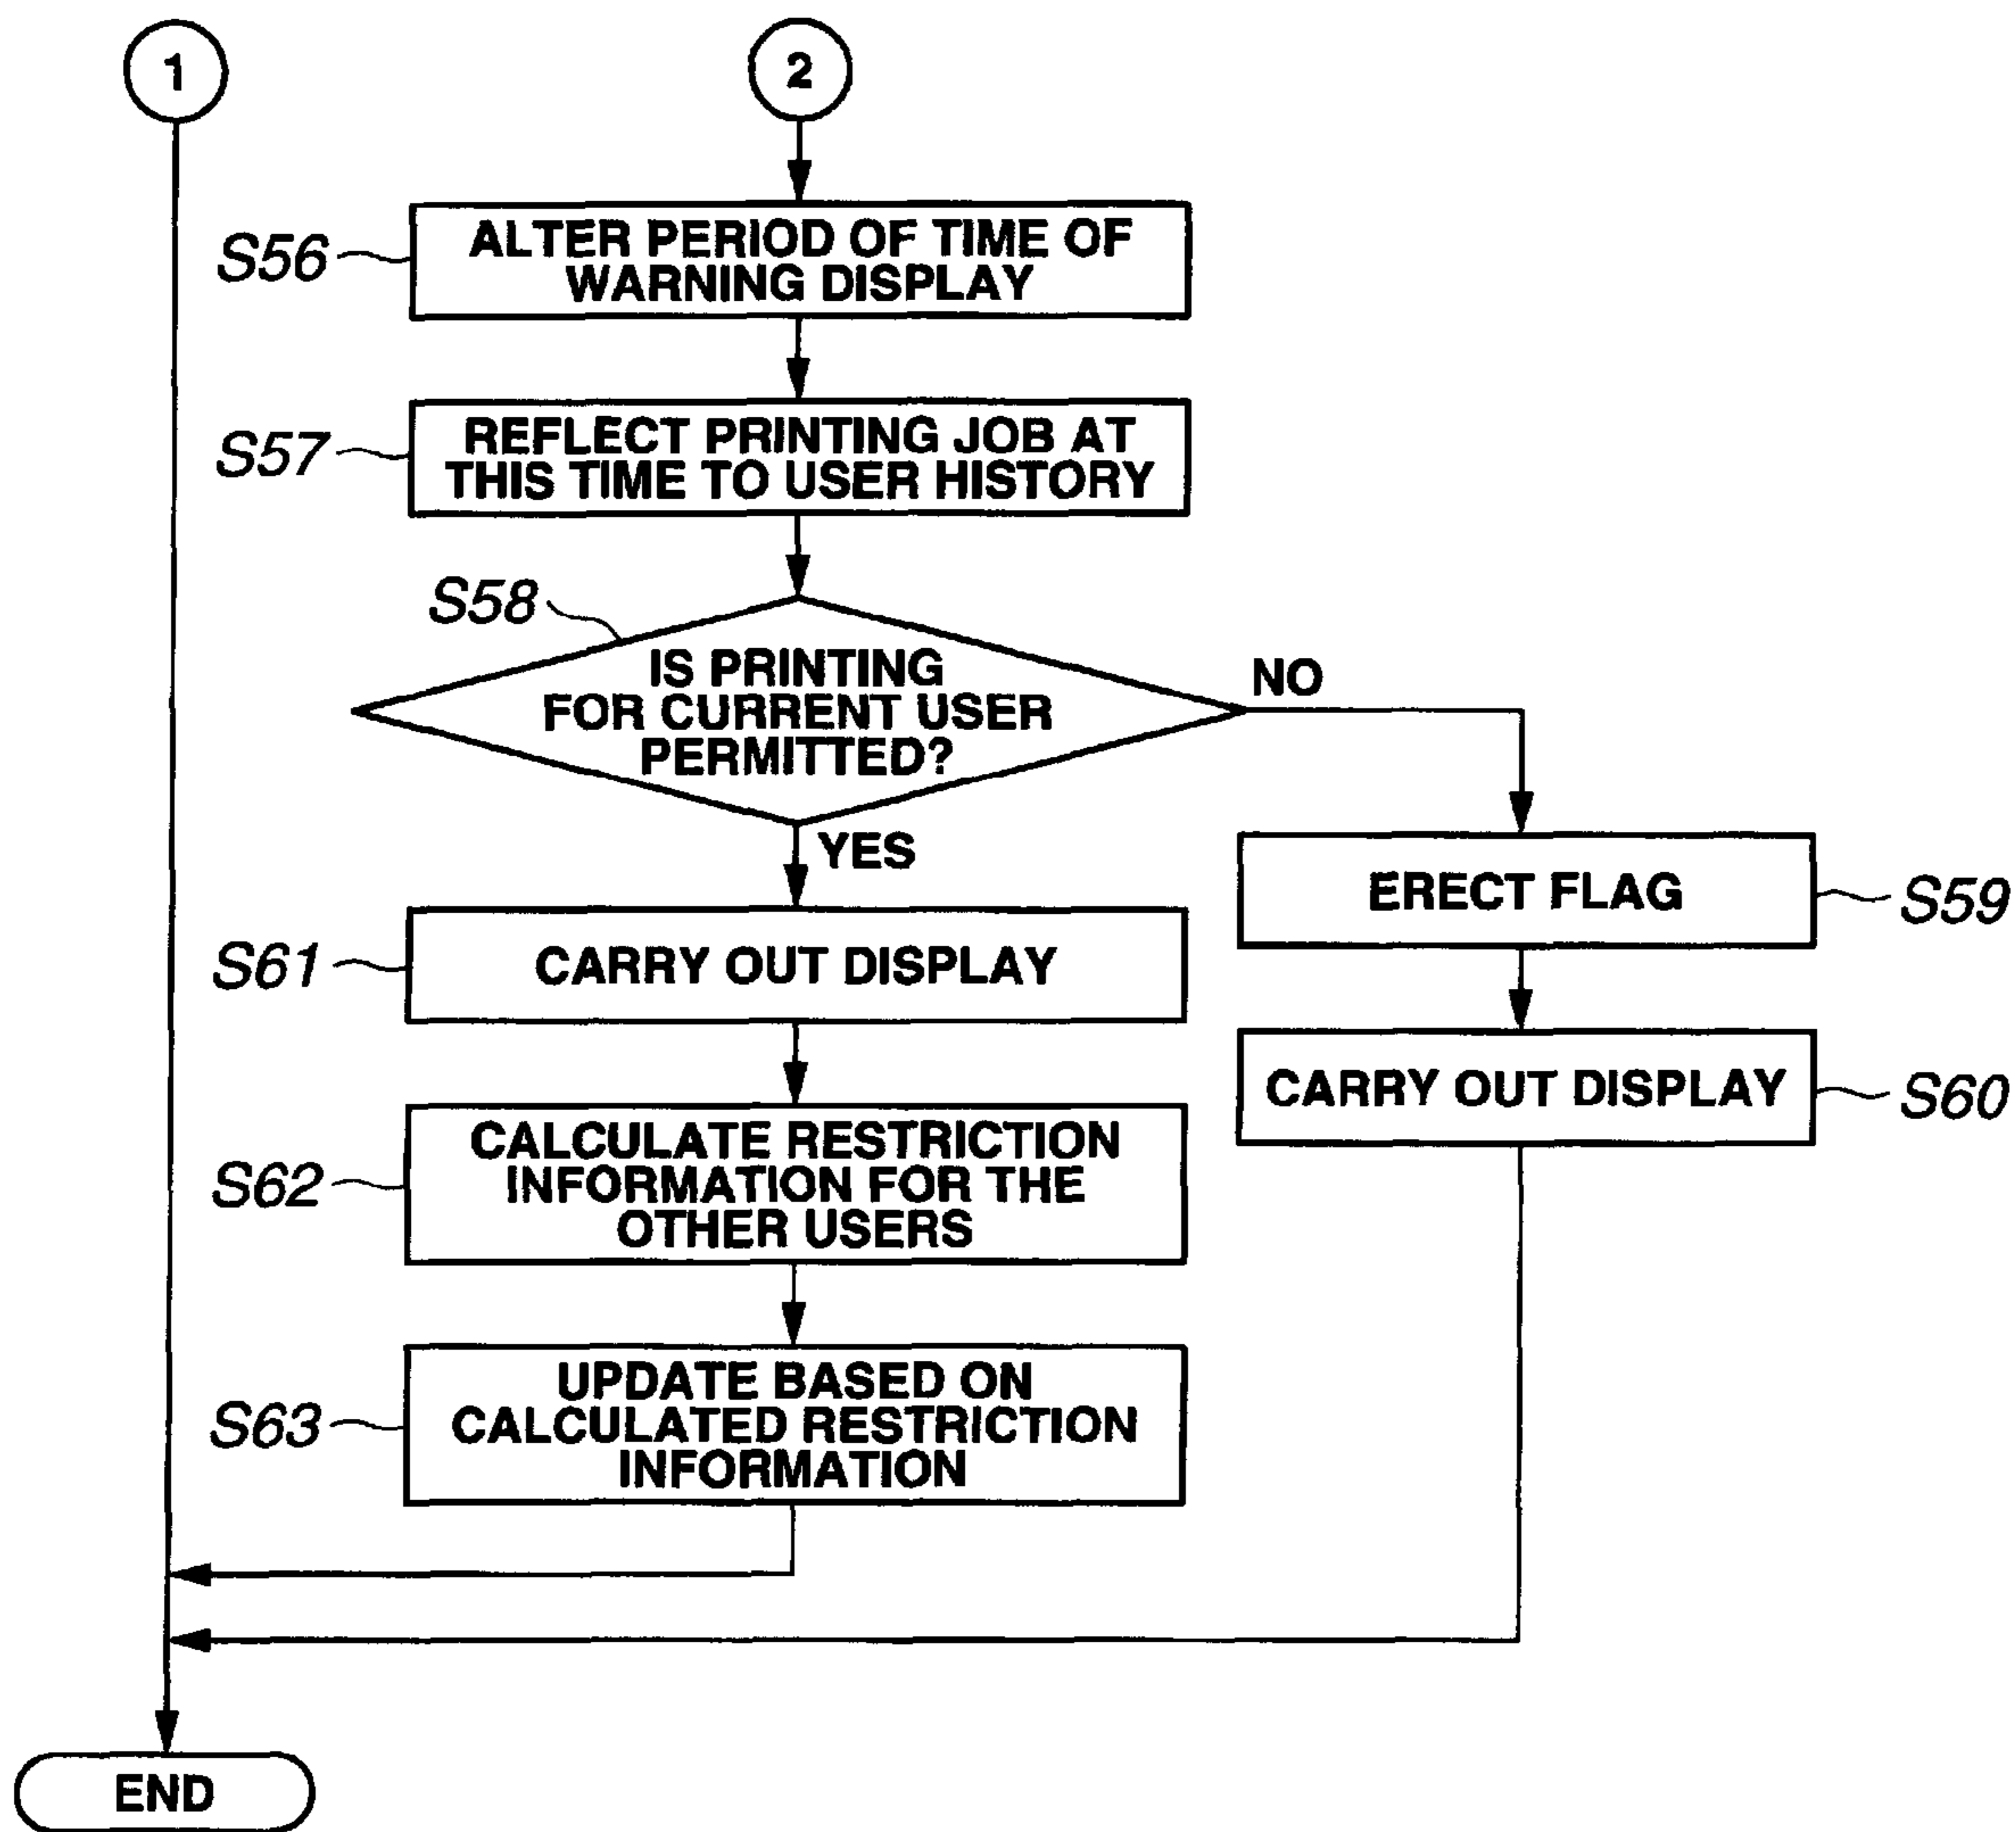 1
2
S56
ALTER PERIOD OF TIME OF
WARNING DISPLAY
S57
REFLECT PRINTING JOB AT
THIS TIME TO USER HISTORY
S58
IS PRINTING
FOR CURRENT USER
PERMITTED?
NO
YES
ERECT FLAG
S59
S61
CARRY OUT DISPLAY
CARRY OUT DISPLAY
S60
S62
CALCULATE RESTRICTION
INFORMATION FOR THE
OTHER USERS
S63
UPDATE BASED ON
CALCULATED RESTRICTION
INFORMATION
END